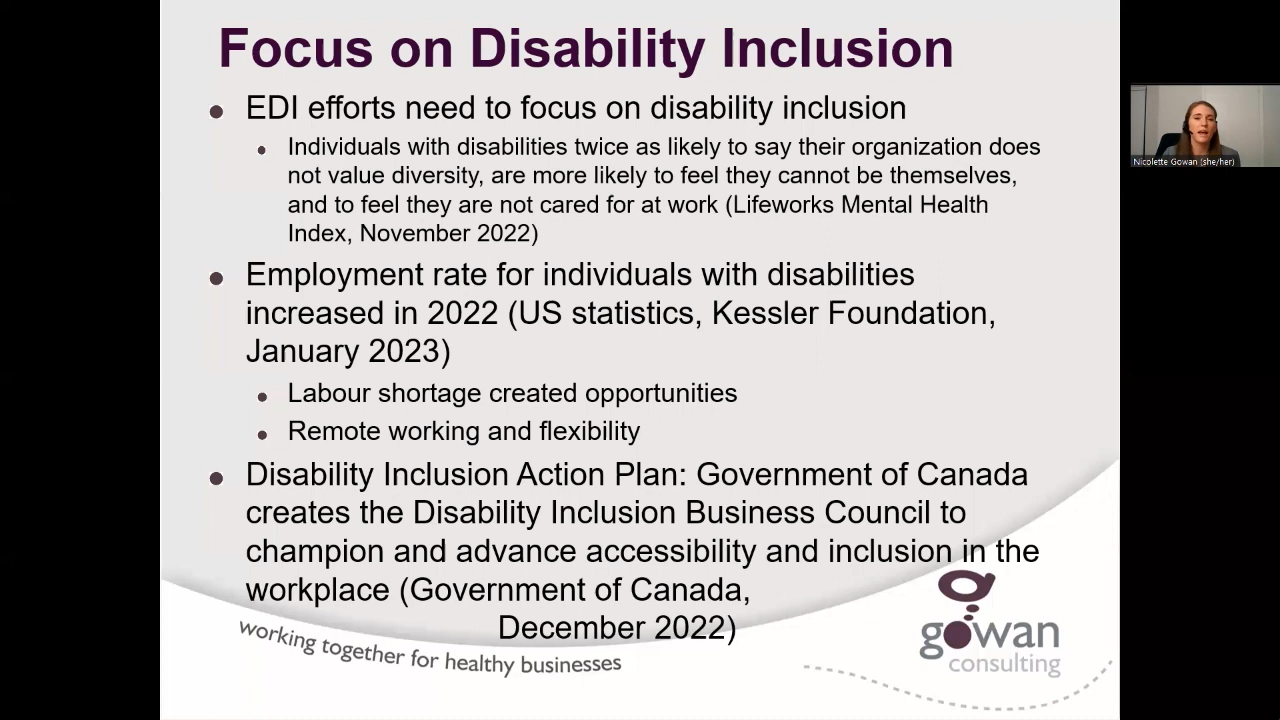 Focus on Disability Inclusion
• EDI efforts need to focus on disability inclusion
• Individuals with disabilities twice as likely to say their organization does
not value diversity, are more likely to feel they cannot be themselves,
and to feel they are not cared for at work (Lifeworks Mental Health
Index, November 2022)
• Employment rate for individuals with disabilities
increased in 2022 (US statistics, Kessler Foundation,
January 2023)
• Labour shortage created opportunities
• Remote working and flexibility
• Disability Inclusion Action Plan: Government of Canada
creates the Disability Inclusion Business Council to
champion and advance accessibility and inclusion in the
workplace (Government of Canada,
December 2022)
working together for healthy businesses
gowan
consulting
Nicolette Gowan (she/her)